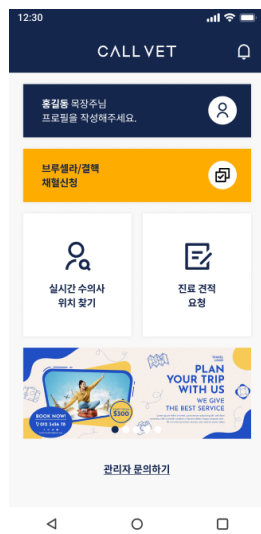 12:30
CALLVET
홍길동 목장주님
프로필을 작성해주세요.
브루셀라/결핵
채혈신청
실시간 수의사
위치 찾기
진료 견적
요청
PLAN
YOUR TRIP
WITH US
WE GIVE
THE BEST SERVICE
BOOK NOW!
$300
관리자 문의하기